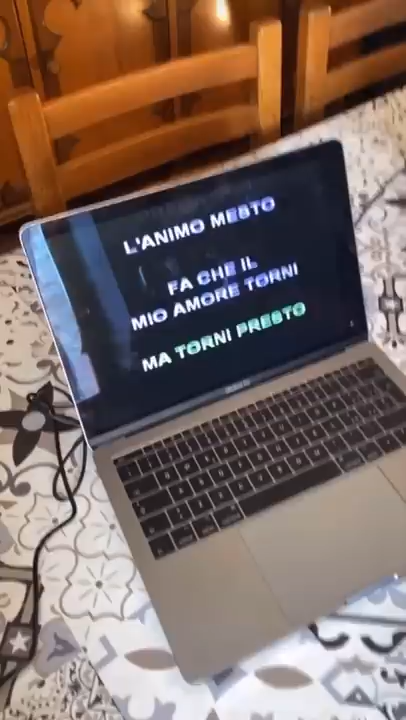 L'ANIMO MESTO
FA CHE IL
MIO AMORE TORNI
MA TORNI PRESTO